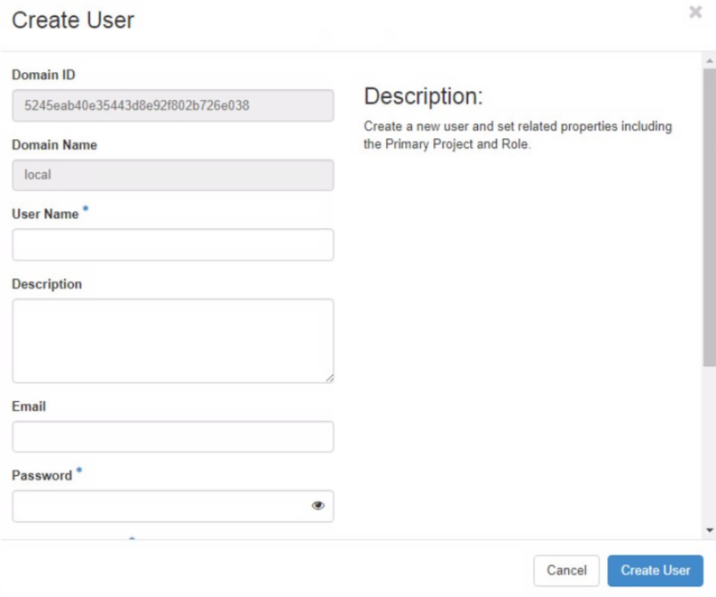 Create User
×
Domain ID
5245eab40e35443d8e92f802b726e038
Domain Name
local
User Name *
Description
Email
Password *
*
Description:
Create a new user and set related properties including
the Primary Project and Role.
Cancel
Create User